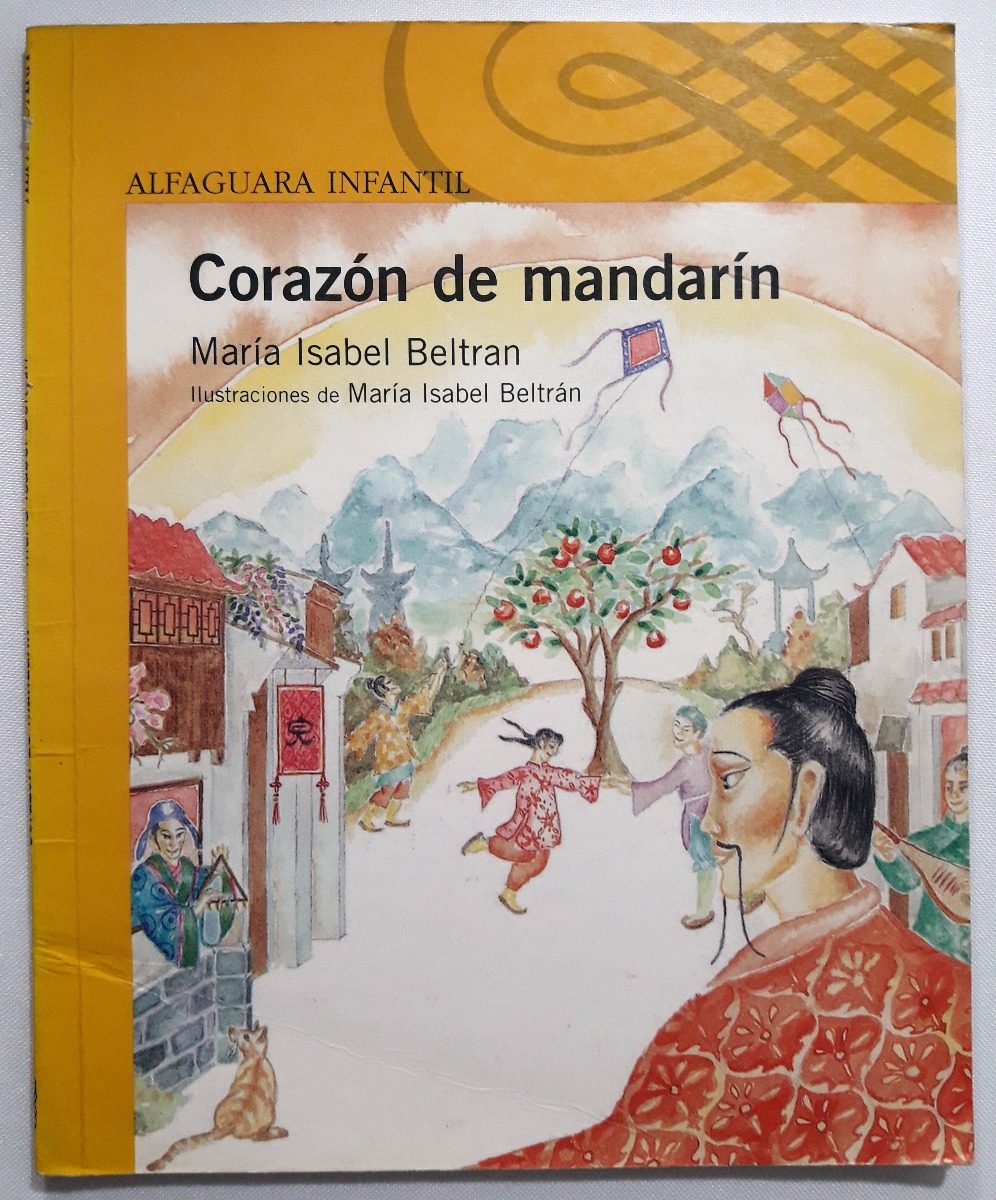 ALFAGUARA INFANTIL
Corazón de mandarín
María Isabel Beltran
Ilustraciones de María Isabel Beltrán